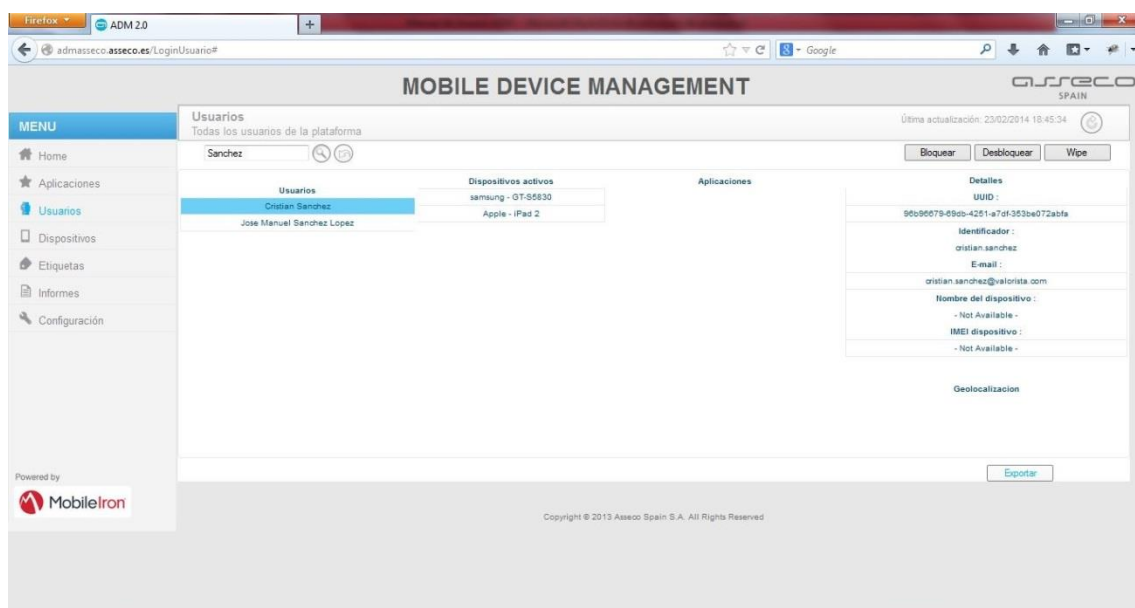 Firefox
ADM 2.0
admasseco.asseco.es/LoginUsuario#
Google
MOBILE DEVICE MANAGEMENT
asseco
SPAIN
MENU
Home
Aplicaciones
Usuarios
Dispositivos
Etiquetas
Informes
Configuración
Usuarios
Todas los usuarios de la plataforma
Última actualización: 23/02/2014 18:45:34
Sanchez
Bloquear Desbloquear Wipe
Usuarios
Cristian Sanchez
Jose Manuel Sanchez Lopez
Dispositivos activos
samsung - GT-S5830
Apple - iPad 2
Aplicaciones
Detalles
UUID :
96b96679-69db-4251-a7df-353be072abfa
Identificador :
cristian.sanchez
E-mail :
cristian.sanchez@valorista.com
Nombre del dispositivo :
- Not Available -
IMEI dispositivo :
- Not Available -
Geolocalizacion
Exportar
Powered by
MobileIron
Copyright © 2013 Asseco Spain S.A. All Rights Reserved